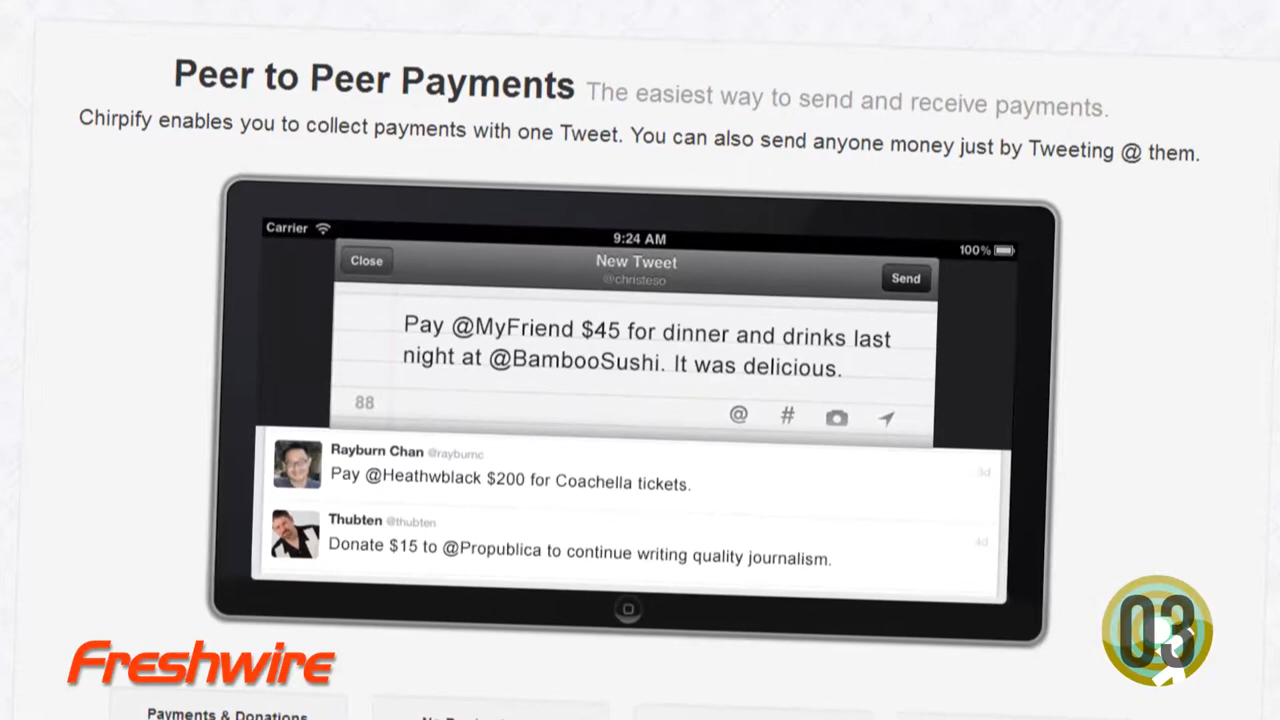 Peer to Peer Payments The easiest way to send and receive payments.
Chirpify enables you to collect payments with one Tweet. You can also send anyone money just by Tweeting @ them.
Carrier 9:24 AM 100%
Close New Tweet Send
@christeso
Pay @MyFriend $45 for dinner and drinks last
night at @BambooSushi. It was delicious.
88 @ #
Rayburn Chan @rayburnc 3d
Pay @Heathwblack $200 for Coachella tickets.
Thubten @thubten 4d
Donate $15 to @Propublica to continue writing quality journalism.
03
Freshwire
Payments & Donations